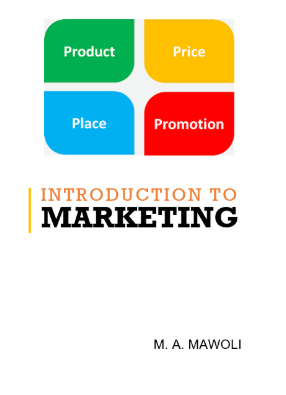 Product Price
Place Promotion
INTRODUCTION TO
MARKETING
M. A. MAWOLI